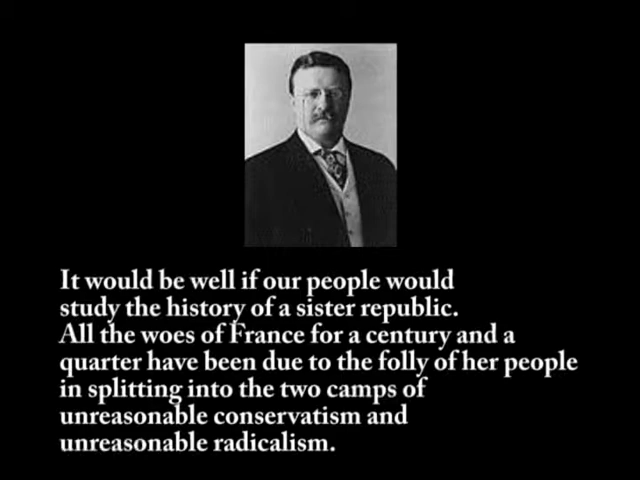 It would be well if our people would
study the history of a sister republic.
All the woes of France for a century and a
quarter have been due to the folly of her people
in splitting into the two camps of
unreasonable conservatism and
unreasonable radicalism.